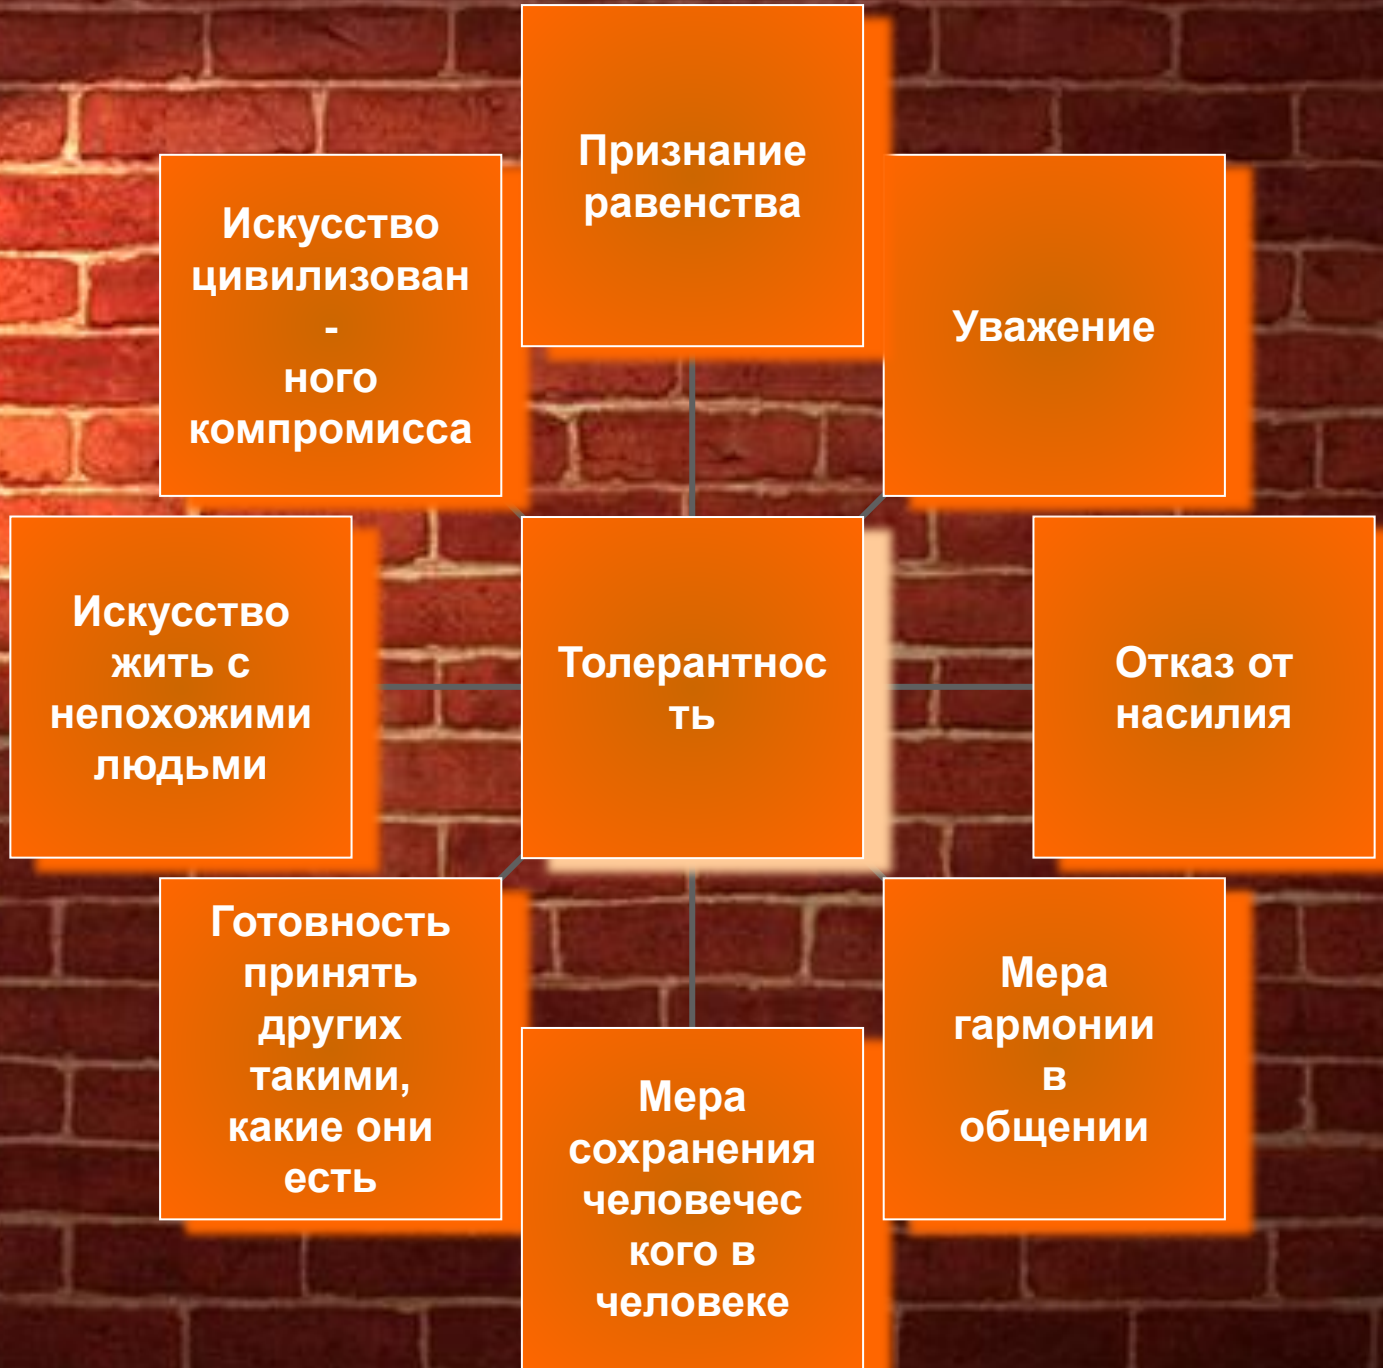 Признание
равенства
Искусство
цивилизован
-
ного
компромисса
Уважение
Искусство
жить с
непохожими
людьми
Толерантнос
ть
Отказ от
насилия
Готовность
принять
других
такими,
какие они
есть
Мера
гармонии
в
общении
Мера
сохранения
человечес
кого в
человеке